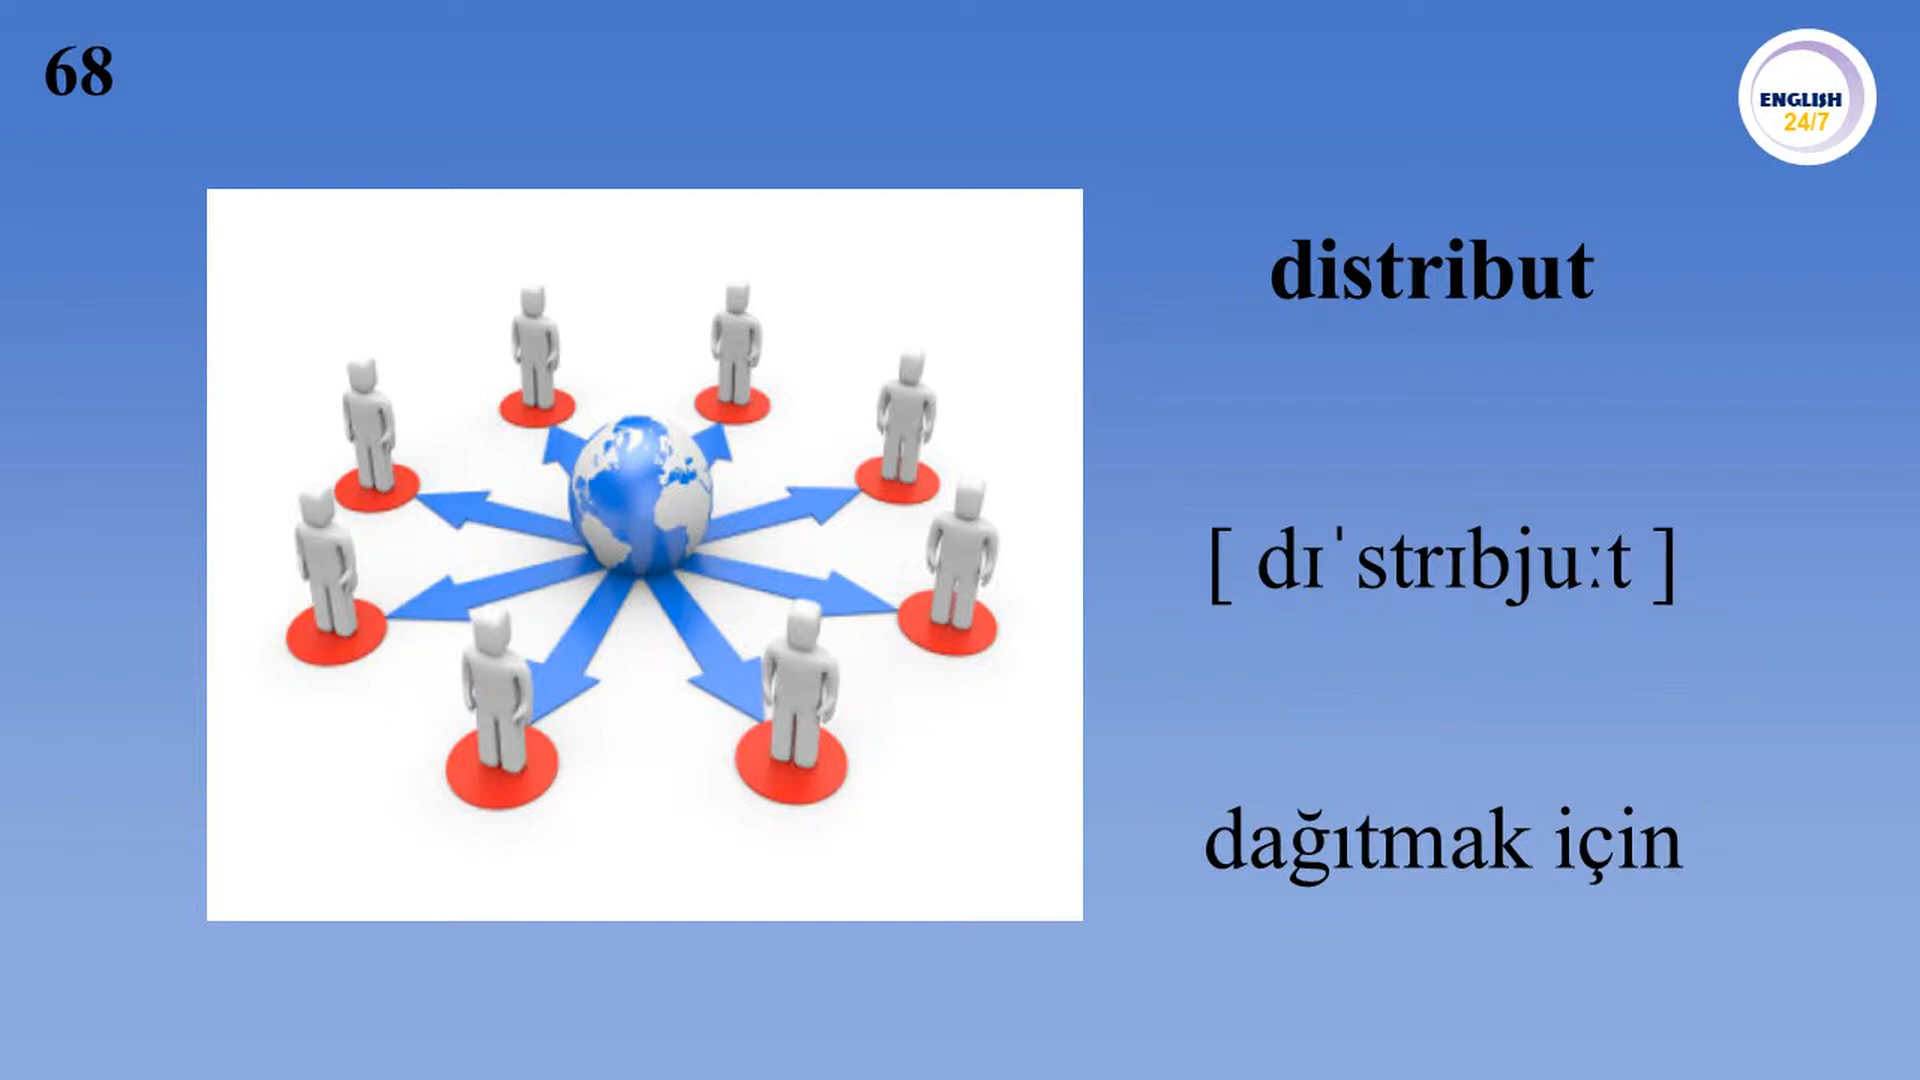 68
ENGLISH
24/7
distribut
[ dɪˈstrɪbjuːt ]
dağıtmak için